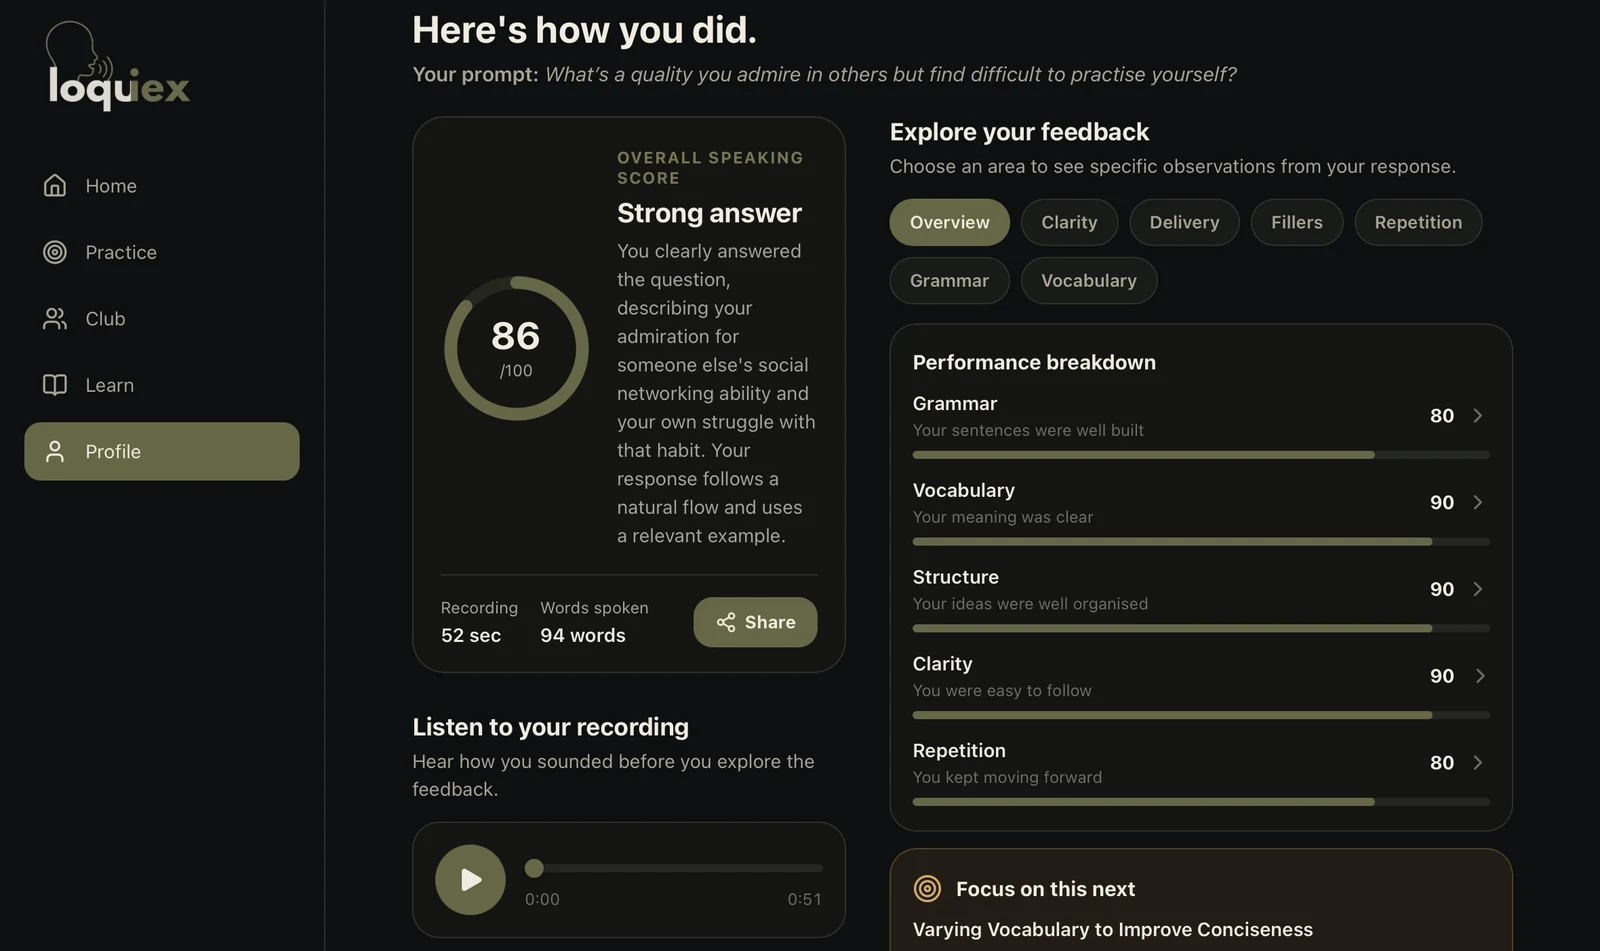 loquiex
Home
Practice
Club
Learn
Profile
Here's how you did.
Your prompt: What’s a quality you admire in others but find difficult to practise yourself?
OVERALL SPEAKING
SCORE
Strong answer
You clearly answered
the question,
describing your
admiration for
someone else's social
networking ability and
your own struggle with
that habit. Your
response follows a
natural flow and uses
a relevant example.
86
/100
Recording
52 sec
Words spoken
94 words
Share
Listen to your recording
Hear how you sounded before you explore the
feedback.
0:00
0:51
Explore your feedback
Choose an area to see specific observations from your response.
Overview
Clarity
Delivery
Fillers
Repetition
Grammar
Vocabulary
Performance breakdown
Grammar
Your sentences were well built
80
Vocabulary
Your meaning was clear
90
Structure
Your ideas were well organised
90
Clarity
You were easy to follow
90
Repetition
You kept moving forward
80
Focus on this next
Varying Vocabulary to Improve Conciseness